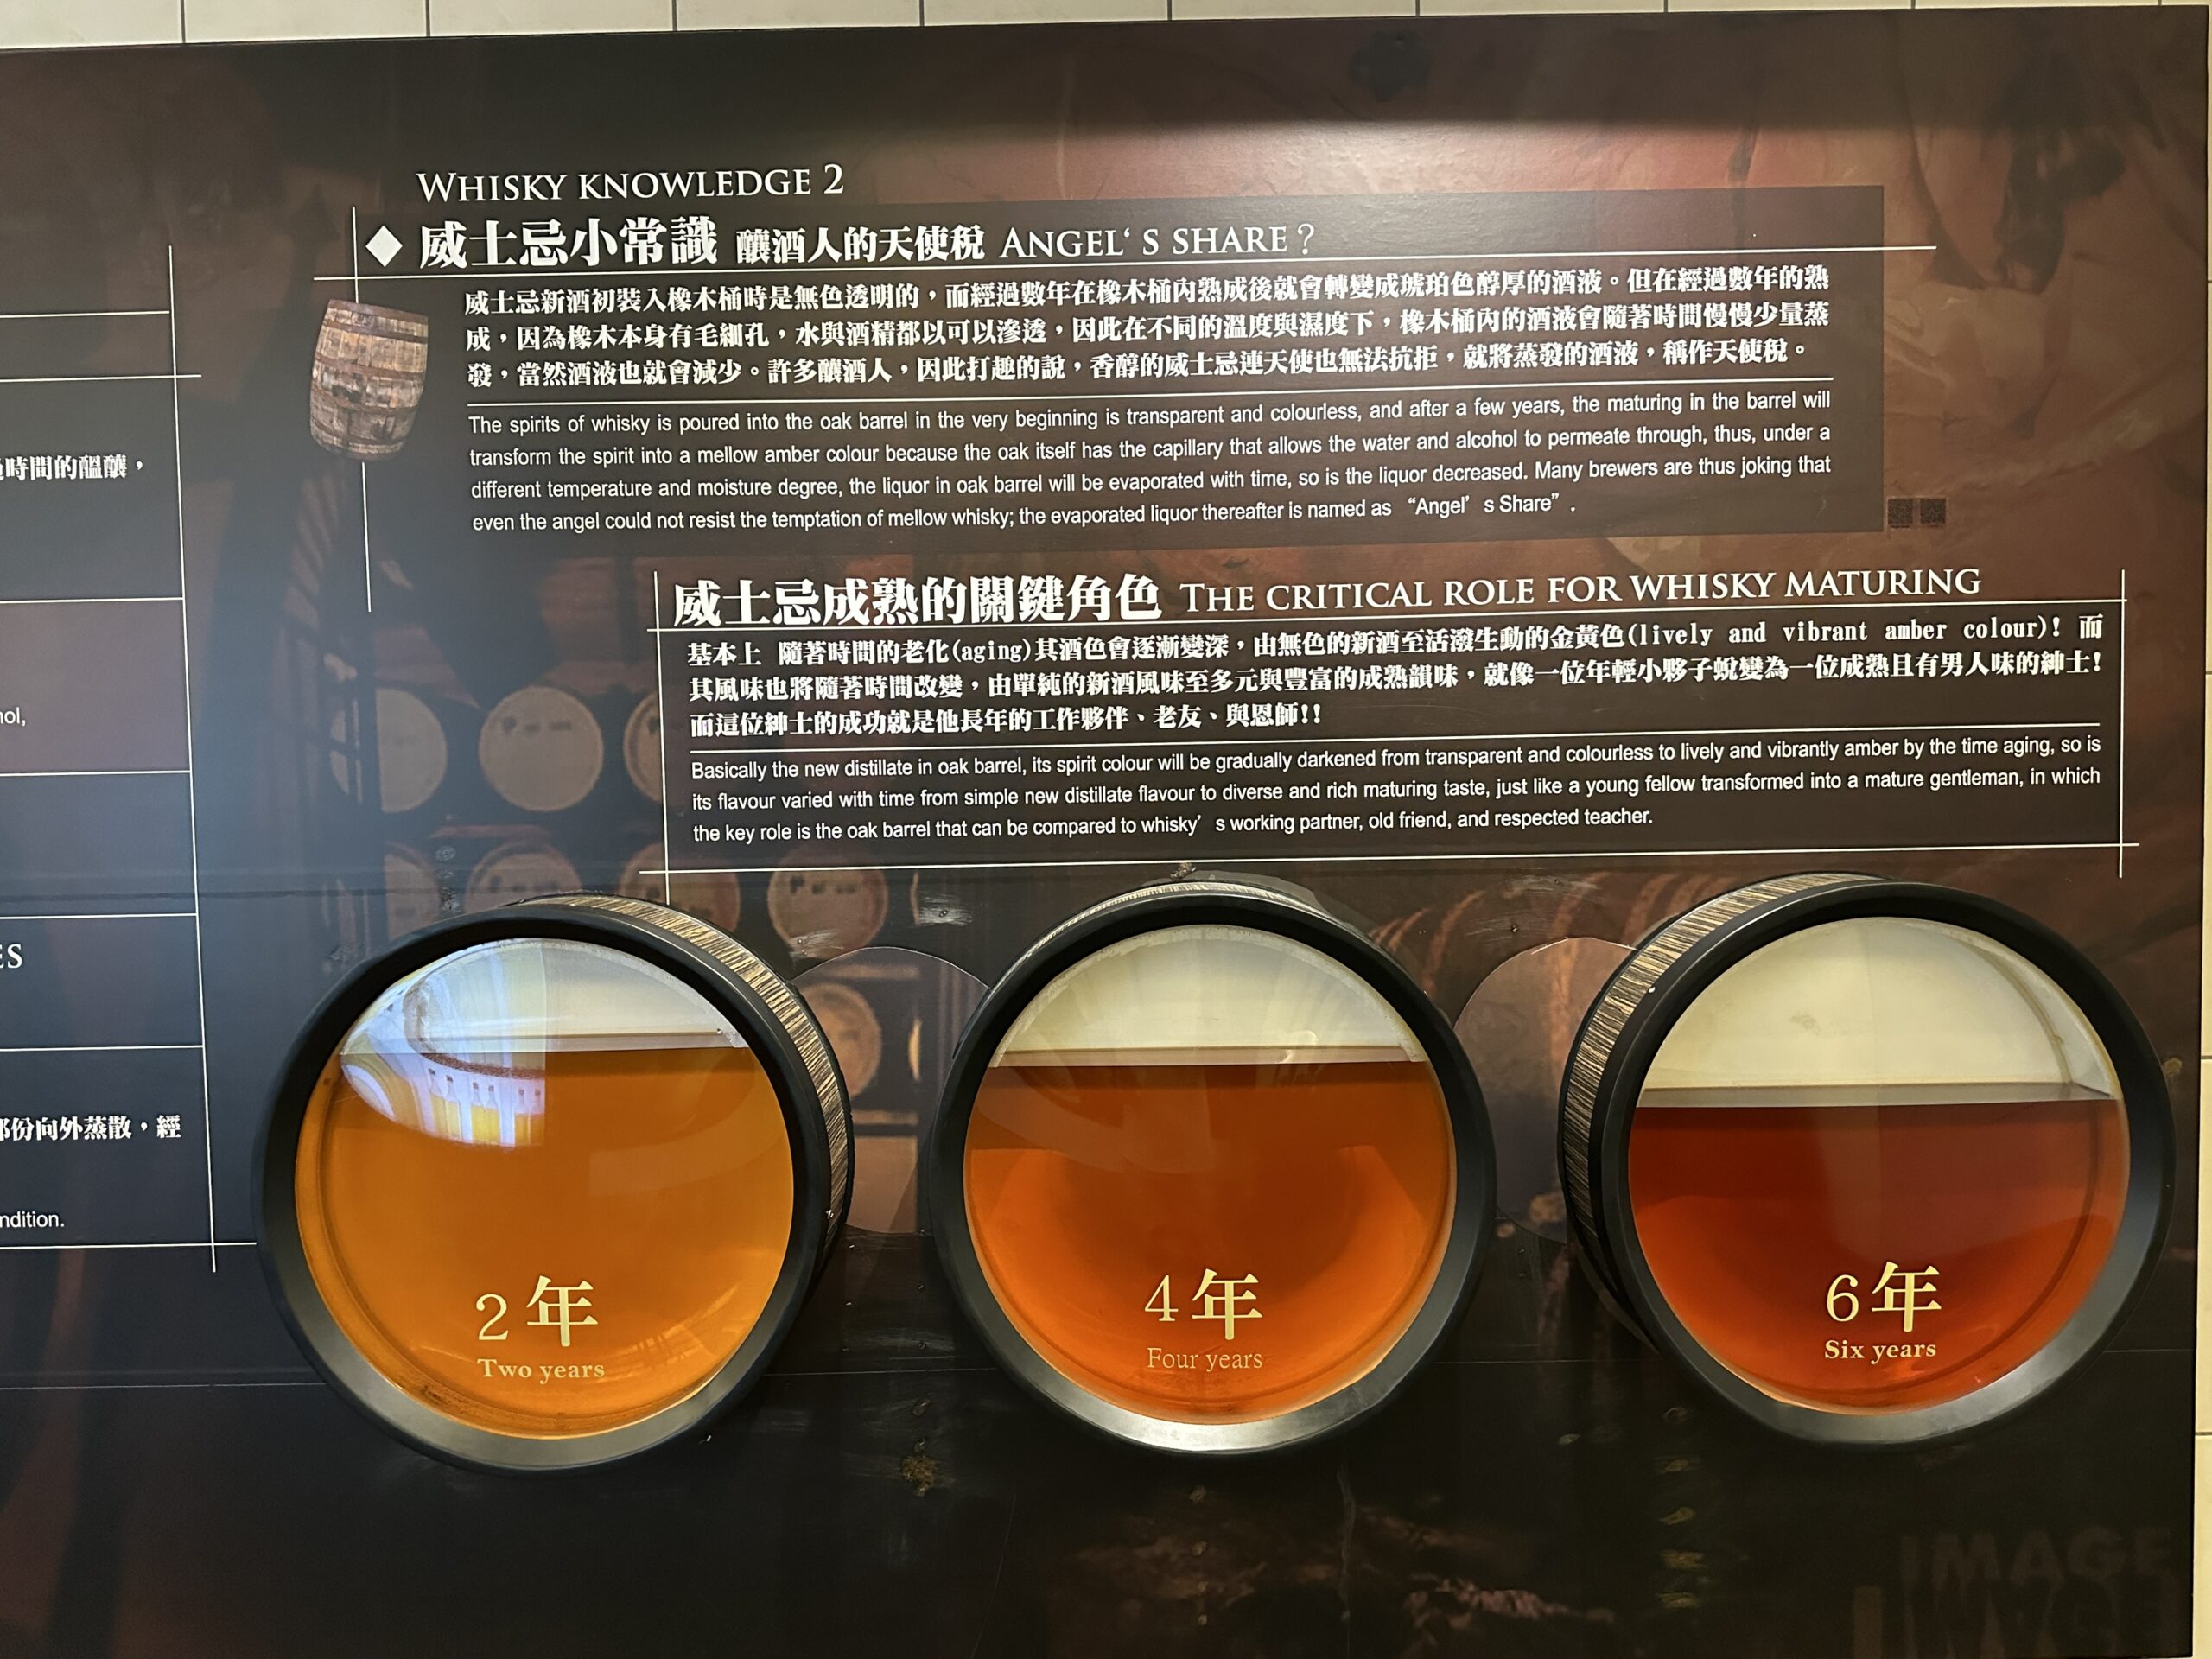 WHISKY KNOWLEDGE 2
威士忌小常識 釀酒人的天使稅 ANGEL‘S SHARE？
威士忌新酒初裝入橡木桶時是無色透明的，而經過數年在橡木桶內熟成後就會轉變成琥珀色醇厚的酒液。但在經過數年的熟
成，因為橡木本身有毛細孔，水與酒精都以可以滲透，因此在不同的溫度與濕度下，橡木桶內的酒液會隨著時間慢慢少量蒸
發，當然酒液也就會減少。許多釀酒人，因此打趣的說，香醇的威士忌連天使也無法抗拒，就將蒸發的酒液，稱作天使稅。
The spirits of whisky is poured into the oak barrel in the very beginning is transparent and colourless, and after a few years, the maturing in the barrel will
transform the spirit into a mellow amber colour because the oak itself has the capillary that allows the water and alcohol to permeate through, thus, under a
different temperature and moisture degree, the liquor in oak barrel will be evaporated with time, so is the liquor decreased. Many brewers are thus joking that
even the angel could not resist the temptation of mellow whisky; the evaporated liquor thereafter is named as “Angel’s Share”.
威士忌成熟的關鍵角色 THE CRITICAL ROLE FOR WHISKY MATURING
基本上 隨著時間的老化(aging)其酒色會逐漸變深，由無色的新酒至活潑生動的金黃色(lively and vibrant amber colour)! 而
其風味也將隨著時間改變，由單純的新酒風味至多元與豐富的成熟韻味，就像一位年輕小夥子蛻變為一位成熟且有男人味的紳士!
而這位紳士的成功就是他長年的工作夥伴、老友、與恩師!!
Basically the new distillate in oak barrel, its spirit colour will be gradually darkened from transparent and colourless to lively and vibrantly amber by the time aging, so is
its flavour varied with time from simple new distillate flavour to diverse and rich maturing taste, just like a young fellow transformed into a mature gentleman, in which
the key role is the oak barrel that can be compared to whisky’s working partner, old friend, and respected teacher.
時間的醞釀，
ES
份向外蒸散，經
2年
Two years
4年
Four years
6年
Six years
IMAGE